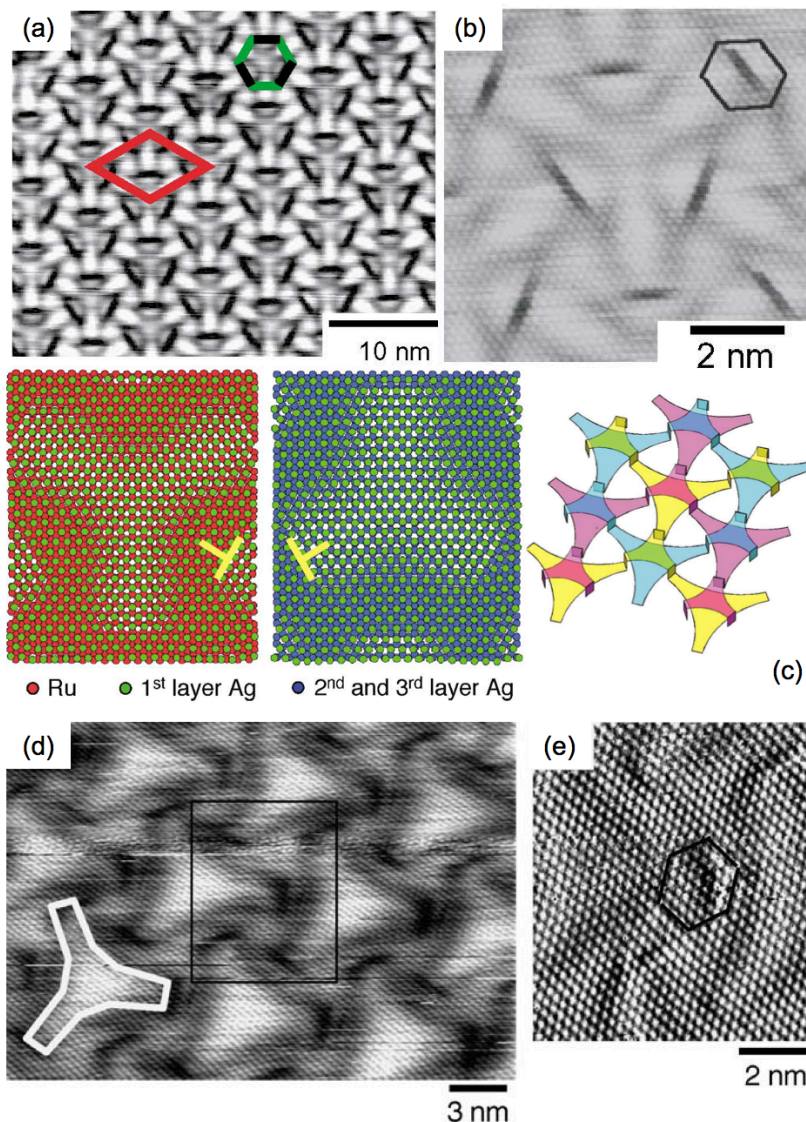 (a)
10 nm
(b)
2 nm
Ru
1st layer Ag
2nd and 3rd layer Ag
(c)
(d)
3 nm
(e)
2 nm